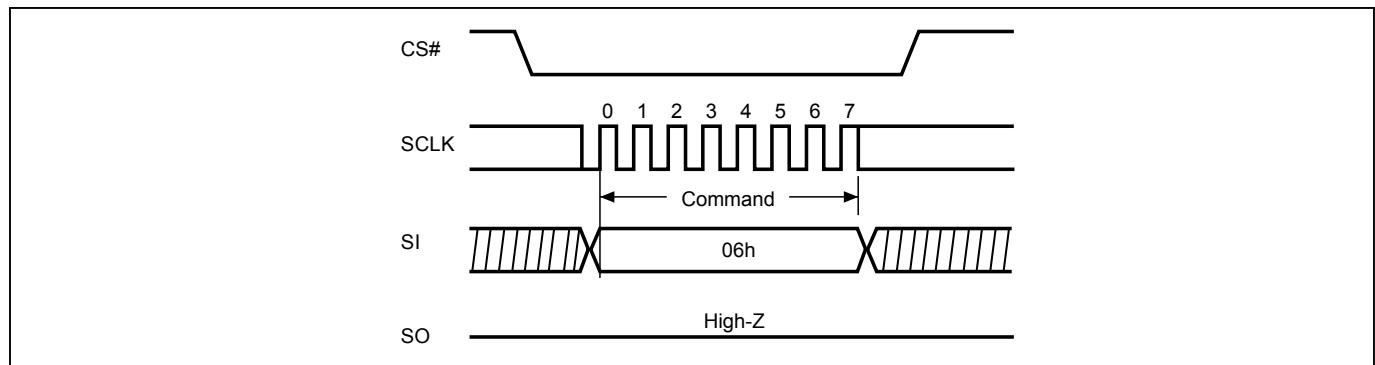 CS#
0 1 2 3 4 5 6 7
SCLK
Command
SI
06h
High-Z
SO